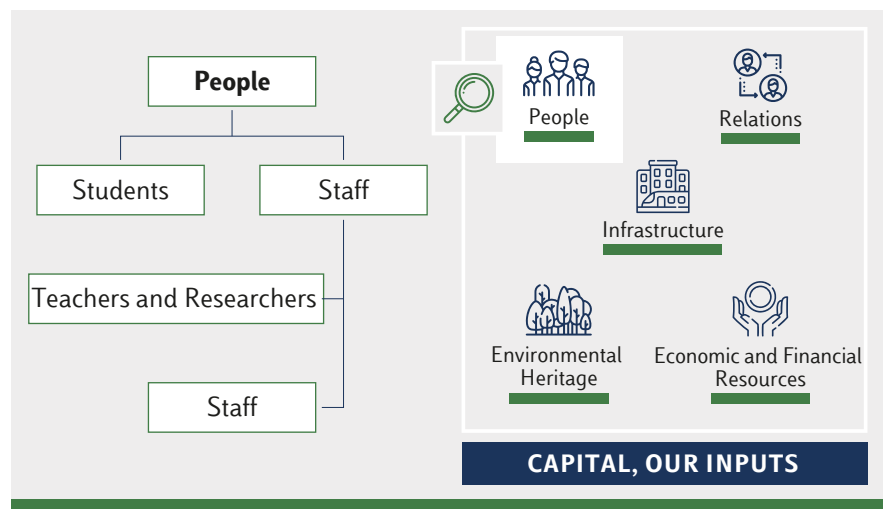 People
Students
Staff
Teachers and Researchers
Staff
People
Relations
Infrastructure
Environmental
Heritage
Economic and Financial
Resources
CAPITAL, OUR INPUTS